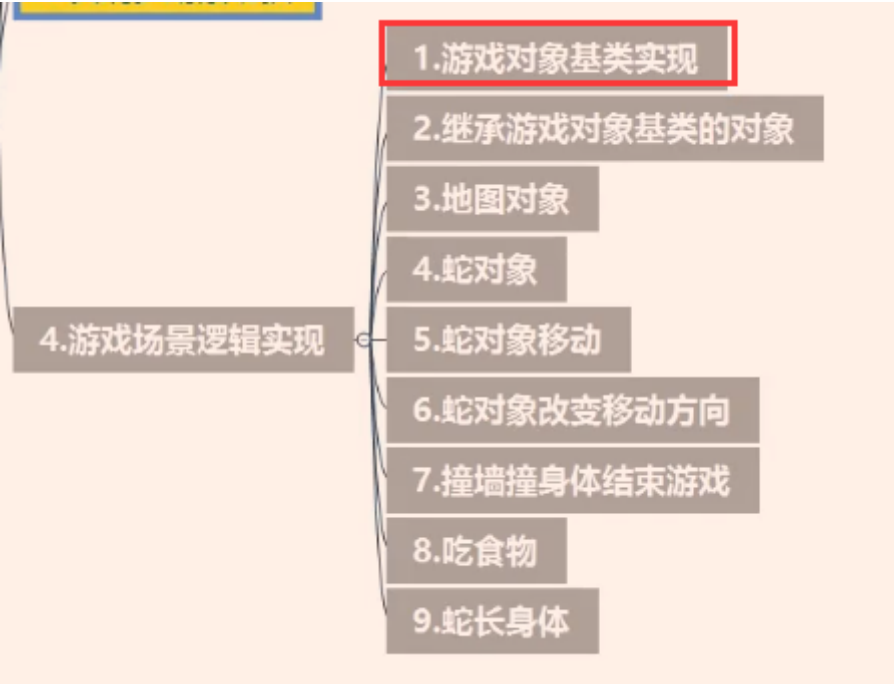 1.游戏对象基类实现
2.继承游戏对象基类的对象
3.地图对象
4.蛇对象
4.游戏场景逻辑实现
5.蛇对象移动
6.蛇对象改变移动方向
7.撞墙撞身体结束游戏
8.吃食物
9.蛇长身体